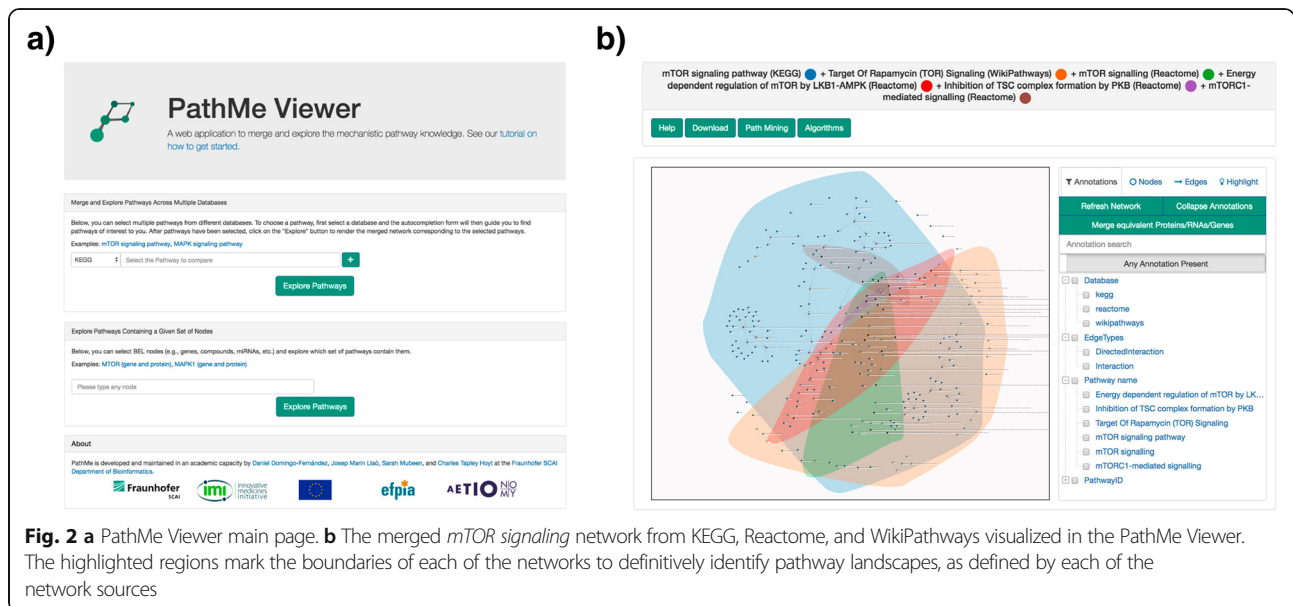 a)
PathMe Viewer
A web application to merge and explore the mechanistic pathway knowledge. See our tutorial on
how to get started.
Merge and Explore Pathways Across Multiple Databases
Below, you can select multiple pathways from different databases. To choose a pathway, first select a database and the autocompletion form will then guide you to find
pathways of interest to you. After pathways have been selected, click on the "Explore" button to render the merged network corresponding to the selected pathways.
Examples: mTOR signaling pathway, MAPK signaling pathway
KEGG Select the Pathway to compare +
Explore Pathways
Explore Pathways Containing a Given Set of Nodes
Below, you can select BEL nodes (e.g., genes, compounds, miRNAs, etc.) and explore which set of pathways contain them.
Examples: MTOR (gene and protein), MAPK1 (gene and protein)
Please type any node
Explore Pathways
About
PathMe is developed and maintained in an academic capacity by Daniel Domingo-Fernández, Josep Marin Llaó, Sarah Mubeen, and Charles Tapley Hoyt at the Fraunhofer SCAI
Department of Bioinformatics.
Fraunhofer
SCAI
imi
innovative
medicines
initiative
efpia
AETIONOMY
b)
mTOR signaling pathway (KEGG) + Target Of Rapamycin (TOR) Signaling (WikiPathways) + mTOR signalling (Reactome) + Energy
dependent regulation of mTOR by LKB1-AMPK (Reactome) + Inhibition of TSC complex formation by PKB (Reactome) + mTORC1-
mediated signalling (Reactome)
Help Download Path Mining Algorithms
Annotations Nodes Edges Highlight
Refresh Network Collapse Annotations
Merge equivalent Proteins/RNAs/Genes
Annotation search
Any Annotation Present
Database
kegg
reactome
wikipathways
EdgeTypes
DirectedInteraction
Interaction
Pathway name
Energy dependent regulation of mTOR by LK...
Inhibition of TSC complex formation by PKB
Target Of Rapamycin (TOR) Signaling
mTOR signaling pathway
mTOR signalling
mTORC1-mediated signalling
PathwayID
Fig. 2 a PathMe Viewer main page. b The merged mTOR signaling network from KEGG, Reactome, and WikiPathways visualized in the PathMe Viewer.
The highlighted regions mark the boundaries of each of the networks to definitively identify pathway landscapes, as defined by each of the
network sources